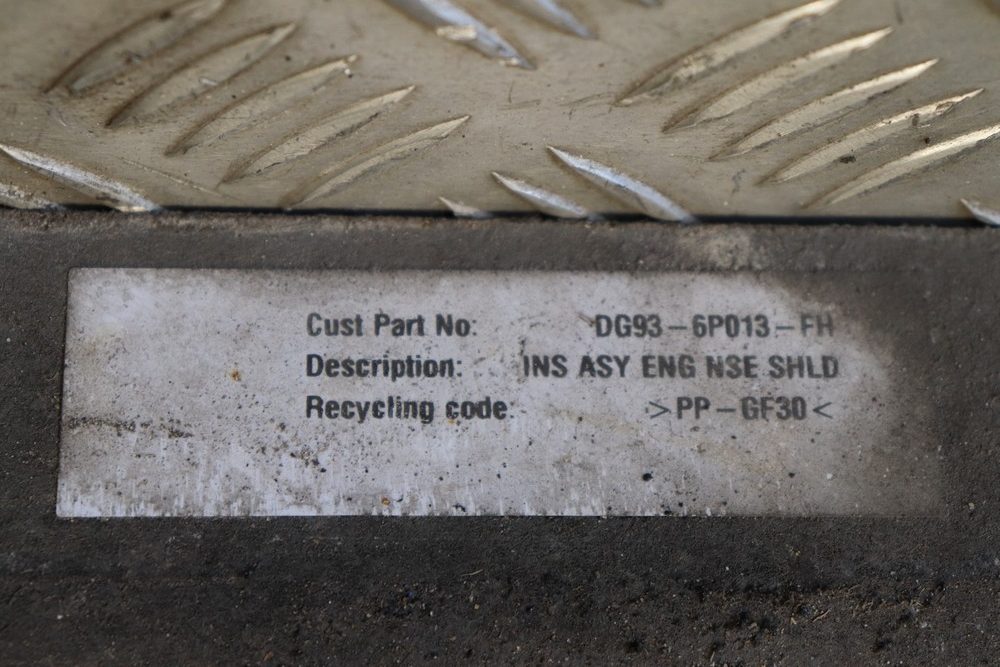 Cust Part No: DG93-6P013-FH
Description: INS ASY ENG NSE SHLD
Recycling code: >PP-GF30<